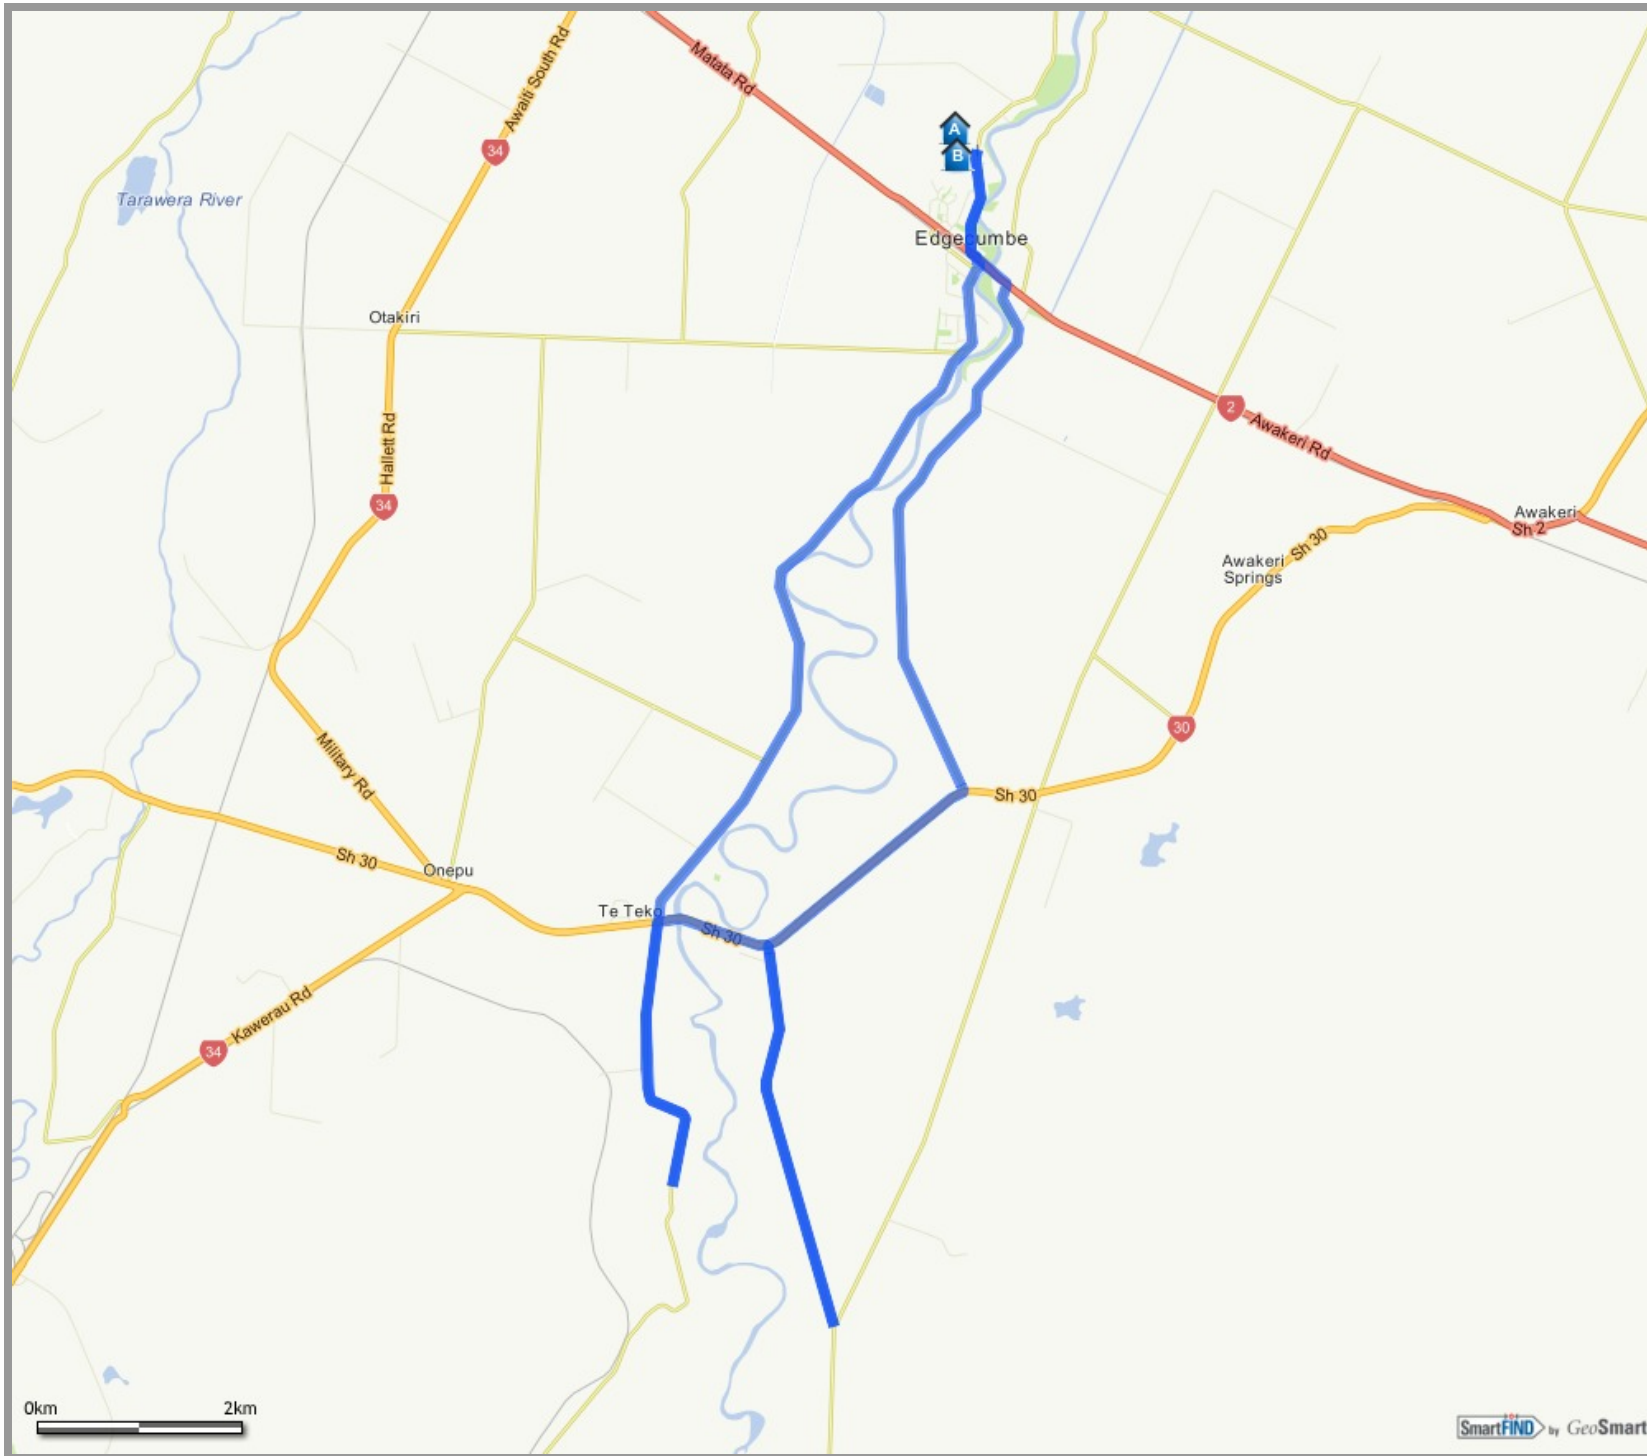 Matata Rd
Awaiti South Rd
34
A
B
Tarawera River
Edgecumbe
Otakiri
2
Awakeri Rd
Hallett Rd
34
Awakeri
Sh 2
Sh 30
Awakeri
Springs
30
Military Rd
Sh 30
Sh 30
Onepu
Te Teko
Sh 30
Kawerau Rd
34
0km
2km
SmartFIND by GeoSmart